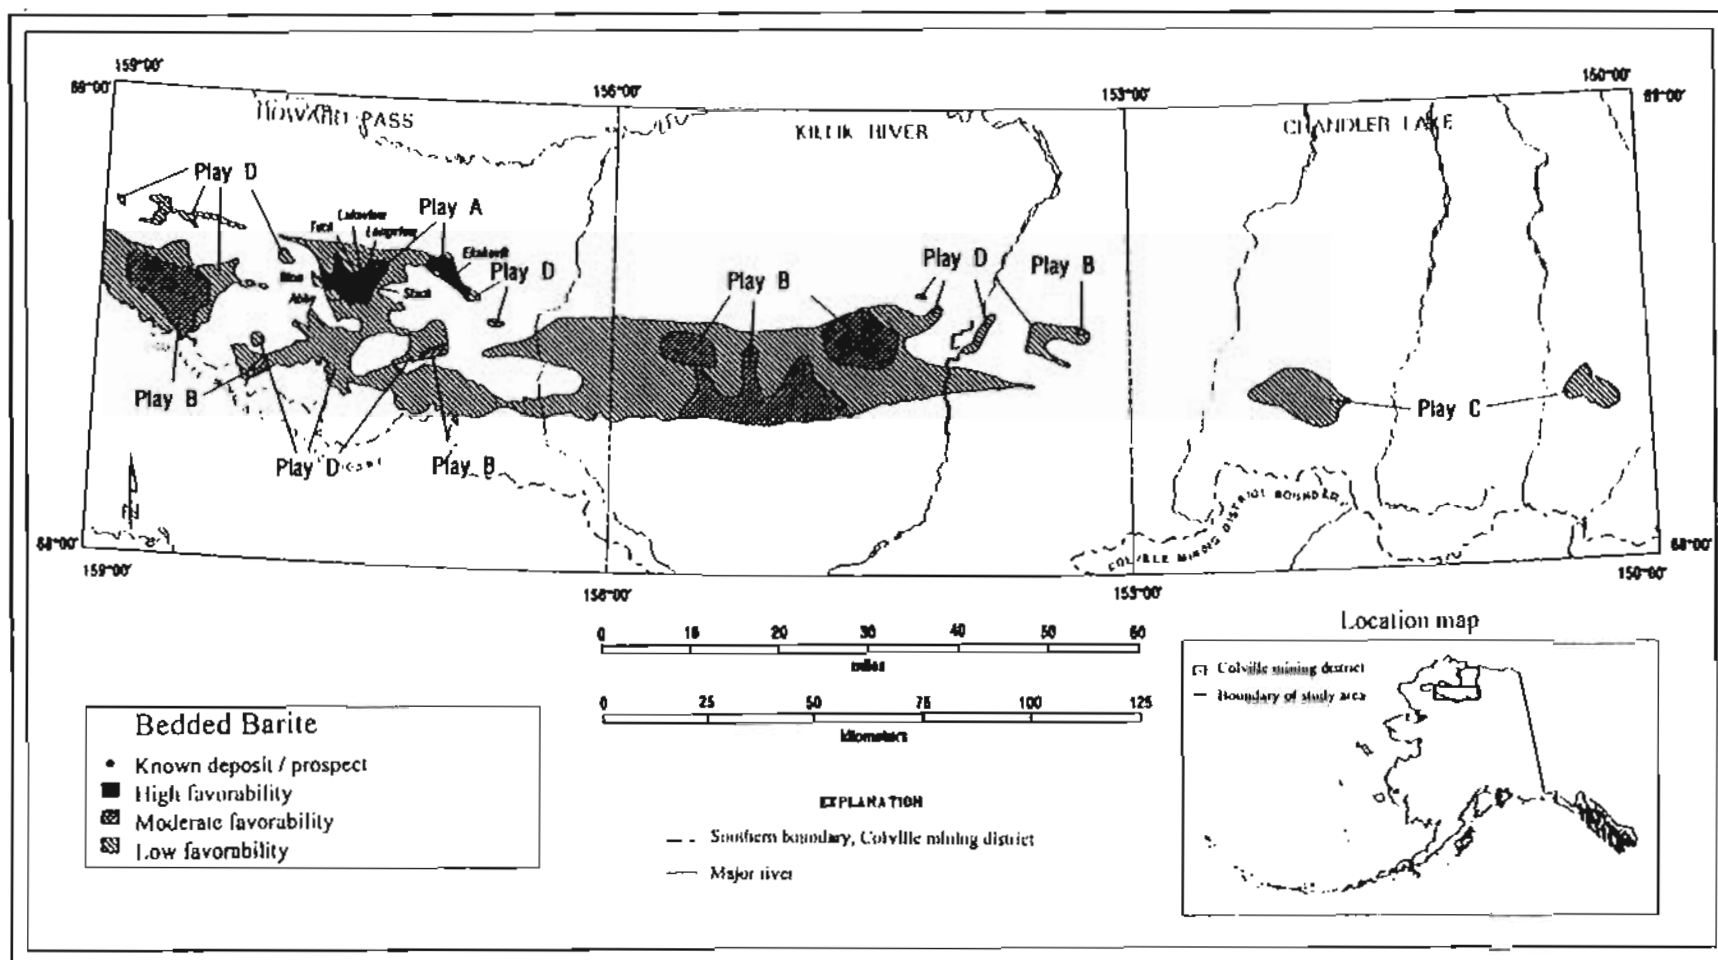 159°00'
69°00'
156°00'
153°00'
150°00'
69°00'
HOWARD PASS
KILLIK RIVER
CHANDLER LAKE
Play D
Play A
Lakeview
Longview
Play D
Abby
Stack
Play B
Play D
Play B
Play B
Play C
Play D
Play B
COLVILLE MINING DISTRICT BOUNDARY
N
68°00'
68°00'
159°00'
156°00'
153°00'
150°00'
0 10 20 30 40 50 60
miles
0 25 50 75 100 125
kilometers
Location map
Colville mining district
Boundary of study area
Bedded Barite
Known deposit / prospect
High favorability
Moderate favorability
Low favorability
EXPLANATION
Southern boundary, Colville mining district
Major river